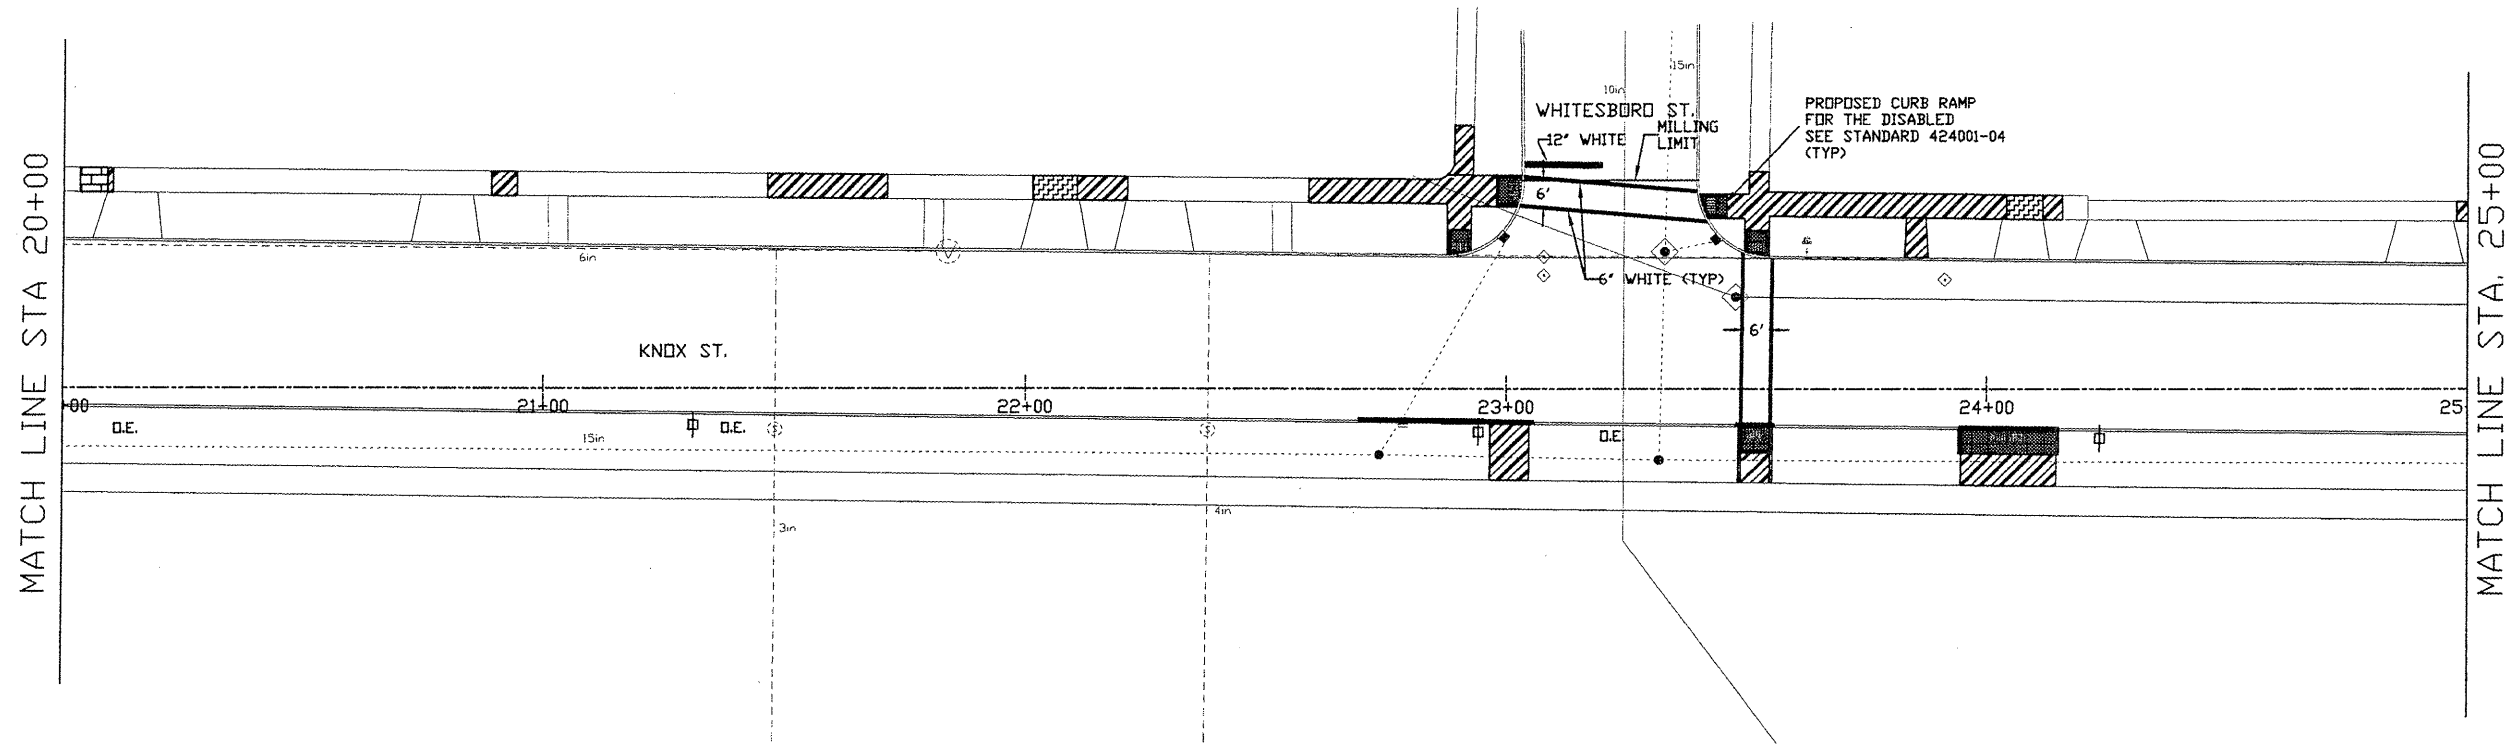 MATCH LINE STA 20+00
15in
10in
WHITESBORO ST.
12" WHITE
MILLING
LIMIT
PROPOSED CURB RAMP
FOR THE DISABLED
SEE STANDARD 424001-04
(TYP)
6'
V
6in
6" WHITE (TYP)
6'
KNOX ST.
00
21+00
22+00
23+00
24+00
25
O.E.
O.E.
S
S
O.E.
15in
4in
3in
MATCH LINE STA. 25+00